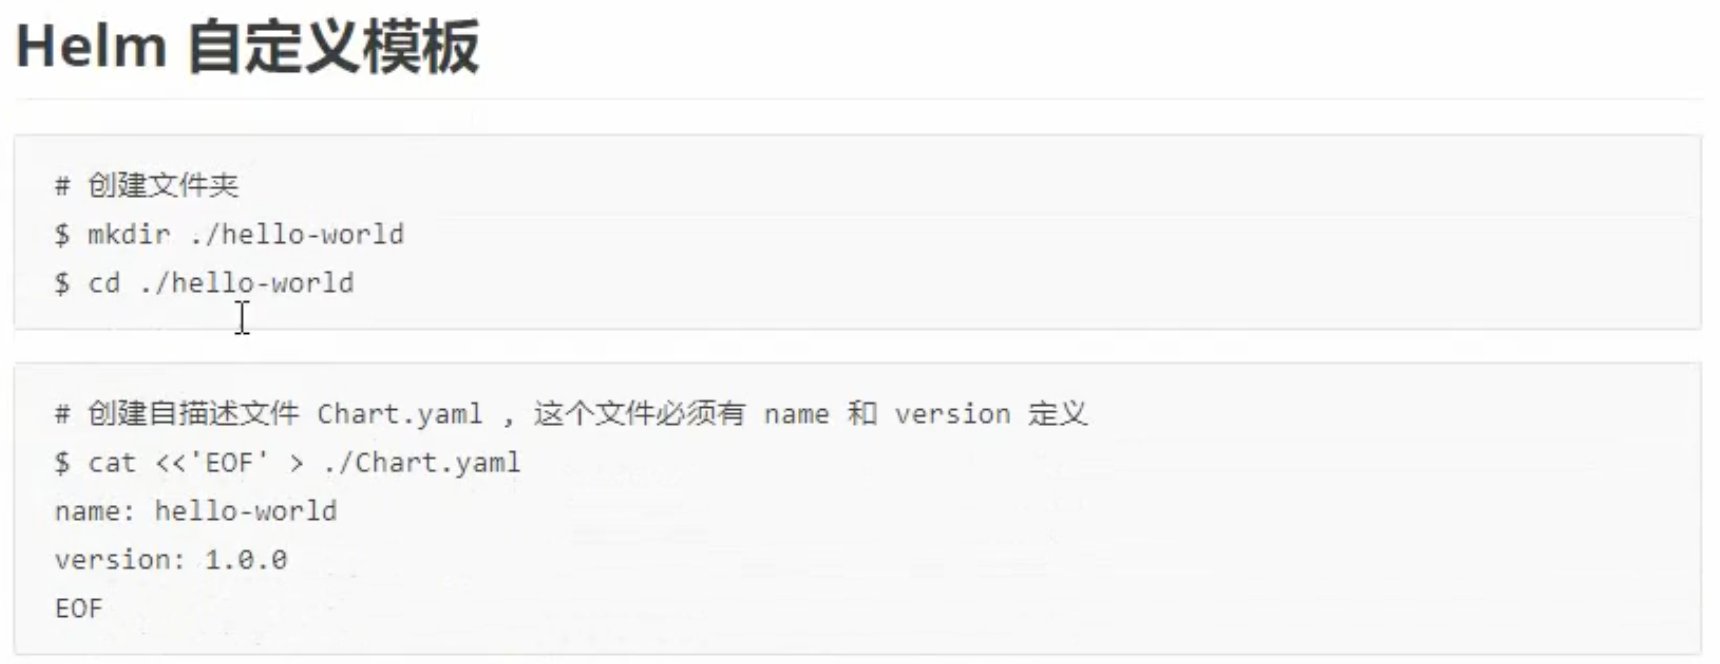 Helm 自定义模板
# 创建文件夹
$ mkdir ./hello-world
$ cd ./hello-world
# 创建自描述文件 Chart.yaml , 这个文件必须有 name 和 version 定义
$ cat <<'EOF' > ./Chart.yaml
name: hello-world
version: 1.0.0
EOF